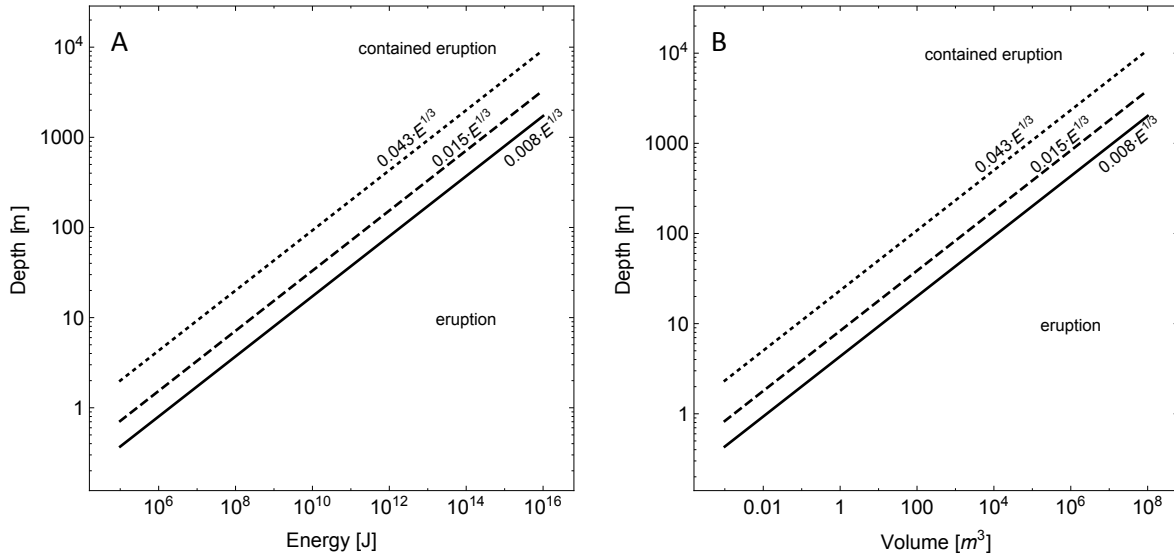 A
contained eruption
0.043·E^1/3
0.015·E^1/3
0.008·E^1/3
eruption
10^4
1000
100
10
1
Depth [m]
10^6 10^8 10^10 10^12 10^14 10^16
Energy [J]
B
contained eruption
0.043·E^1/3
0.015·E^1/3
0.008·E^1/3
eruption
10^4
1000
100
10
1
Depth [m]
0.01 1 100 10^4 10^6 10^8
Volume [m^3]